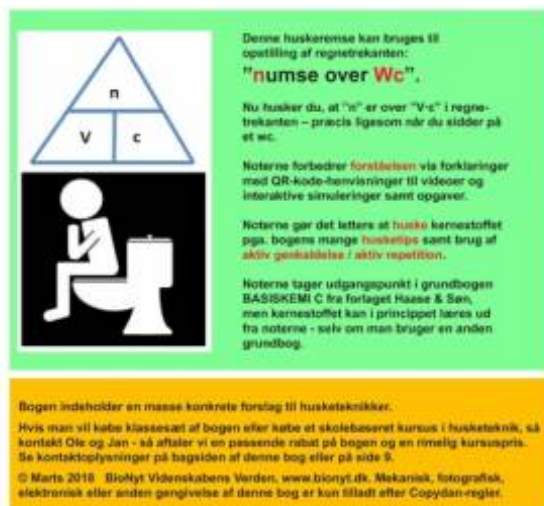 n
V c
Denne huskeremse kan bruges til
opstilling af regnetrekanten:
"numse over Wc".
Nu husker du, at "n" er over "V·c" i regne-
trekanten – præcis ligesom når du sidder på
et wc.
Noterne forbedrer forståelsen via forklaringer
med QR-kode-henvisninger til videoer og
interaktive simuleringer samt opgaver.
Noterne gør det lettere at huske kernestoffet
pga. bogens mange husketips samt brug af
aktiv genkaldelse / aktiv repetition.
Noterne tager udgangspunkt i grundbogen
BASISKEMI C fra forlaget Haase & Søn,
men kernestoffet kan i princippet læres ud
fra noterne - selv om man bruger en anden
grundbog.
Bogen indeholder en masse konkrete forslag til husketeknikker.
Hvis man vil købe klassesæt af bogen eller købe et skolebaseret kursus i husketeknik, så
kontakt Ole og Jan - så aftaler vi en passende rabat på bogen og en rimelig kursuspris.
Se kontaktoplysninger på bagsiden af denne bog eller på side 9.
© Marts 2018 BioNyt Videnskabens Verden, www.bionyt.dk. Mekanisk, fotografisk,
elektronisk eller anden gengivelse af denne bog er kun tilladt efter Copydan-regler.